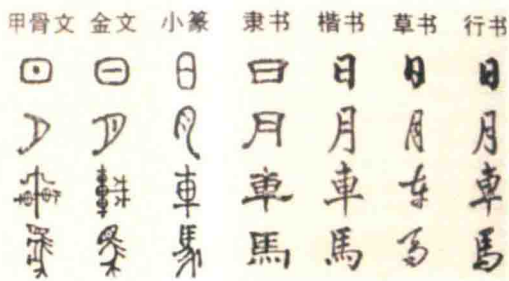 甲骨文 金文 小篆 隶书 楷书 草书 行书
日 日 日 日 日 日 日
月 月 月 月 月 月 月
車 車 車 車 車 车 車
馬 馬 馬 馬 馬 马 馬